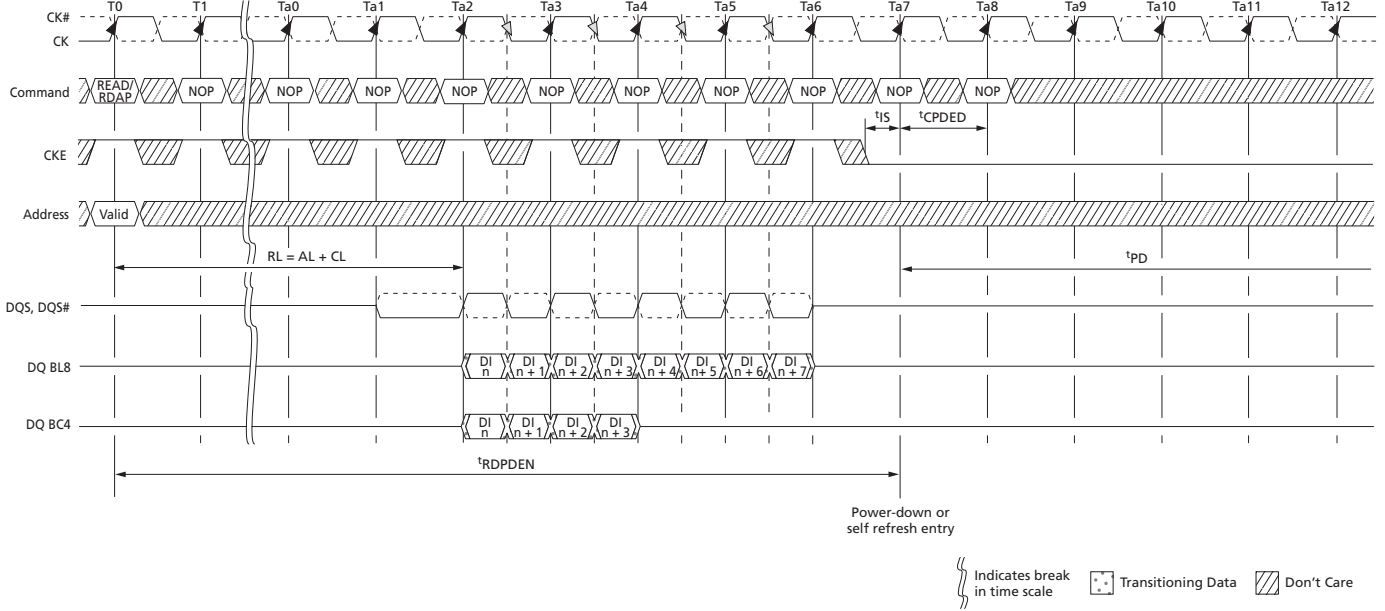 T0 T1 Ta0 Ta1 Ta2 Ta3 Ta4 Ta5 Ta6 Ta7 Ta8 Ta9 Ta10 Ta11 Ta12
CK#
CK
Command
READ/
RDAP
NOP NOP NOP NOP NOP NOP NOP NOP NOP NOP
tIS tCPDED
CKE
Address
Valid
RL = AL + CL
tPD
DQS, DQS#
DQ BL8
DI DI DI DI DI DI DI DI
n n + 1 n + 2 n + 3 n + 4 n+ 5 n + 6 n + 7
DQ BC4
DI DI DI DI
n n + 1 n + 2 n + 3
tRDPDEN
Power-down or
self refresh entry
Indicates break
in time scale
Transitioning Data
Don't Care